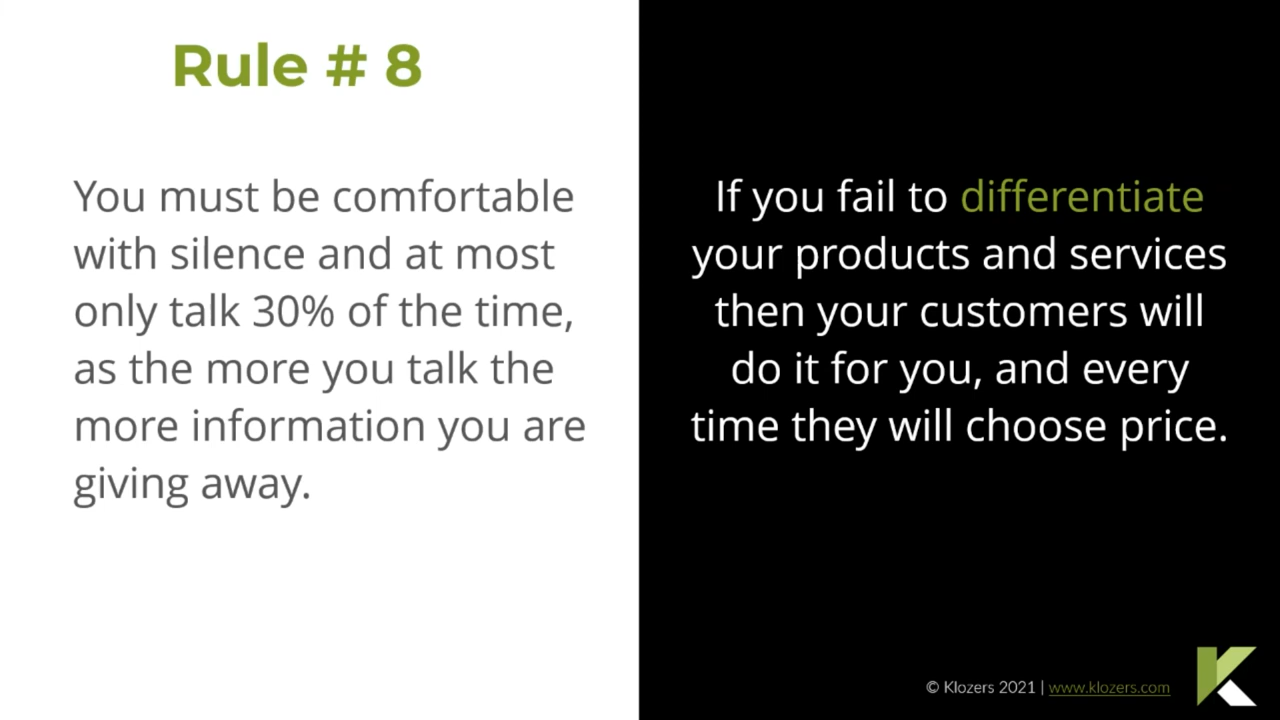 Rule # 8
You must be comfortable
with silence and at most
only talk 30% of the time,
as the more you talk the
more information you are
giving away.
If you fail to differentiate
your products and services
then your customers will
do it for you, and every
time they will choose price.
© Klozers 2021 | www.klozers.com